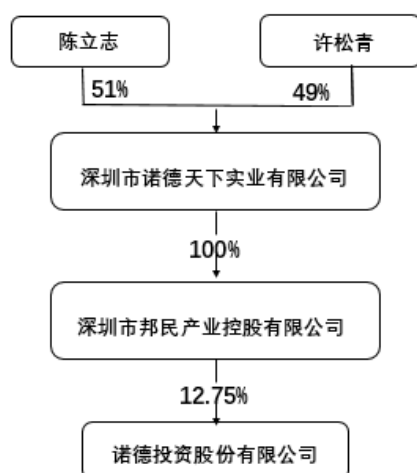 陈立志
许松青
51%
49%
深圳市诺德天下实业有限公司
100%
深圳市邦民产业控股有限公司
12.75%
诺德投资股份有限公司